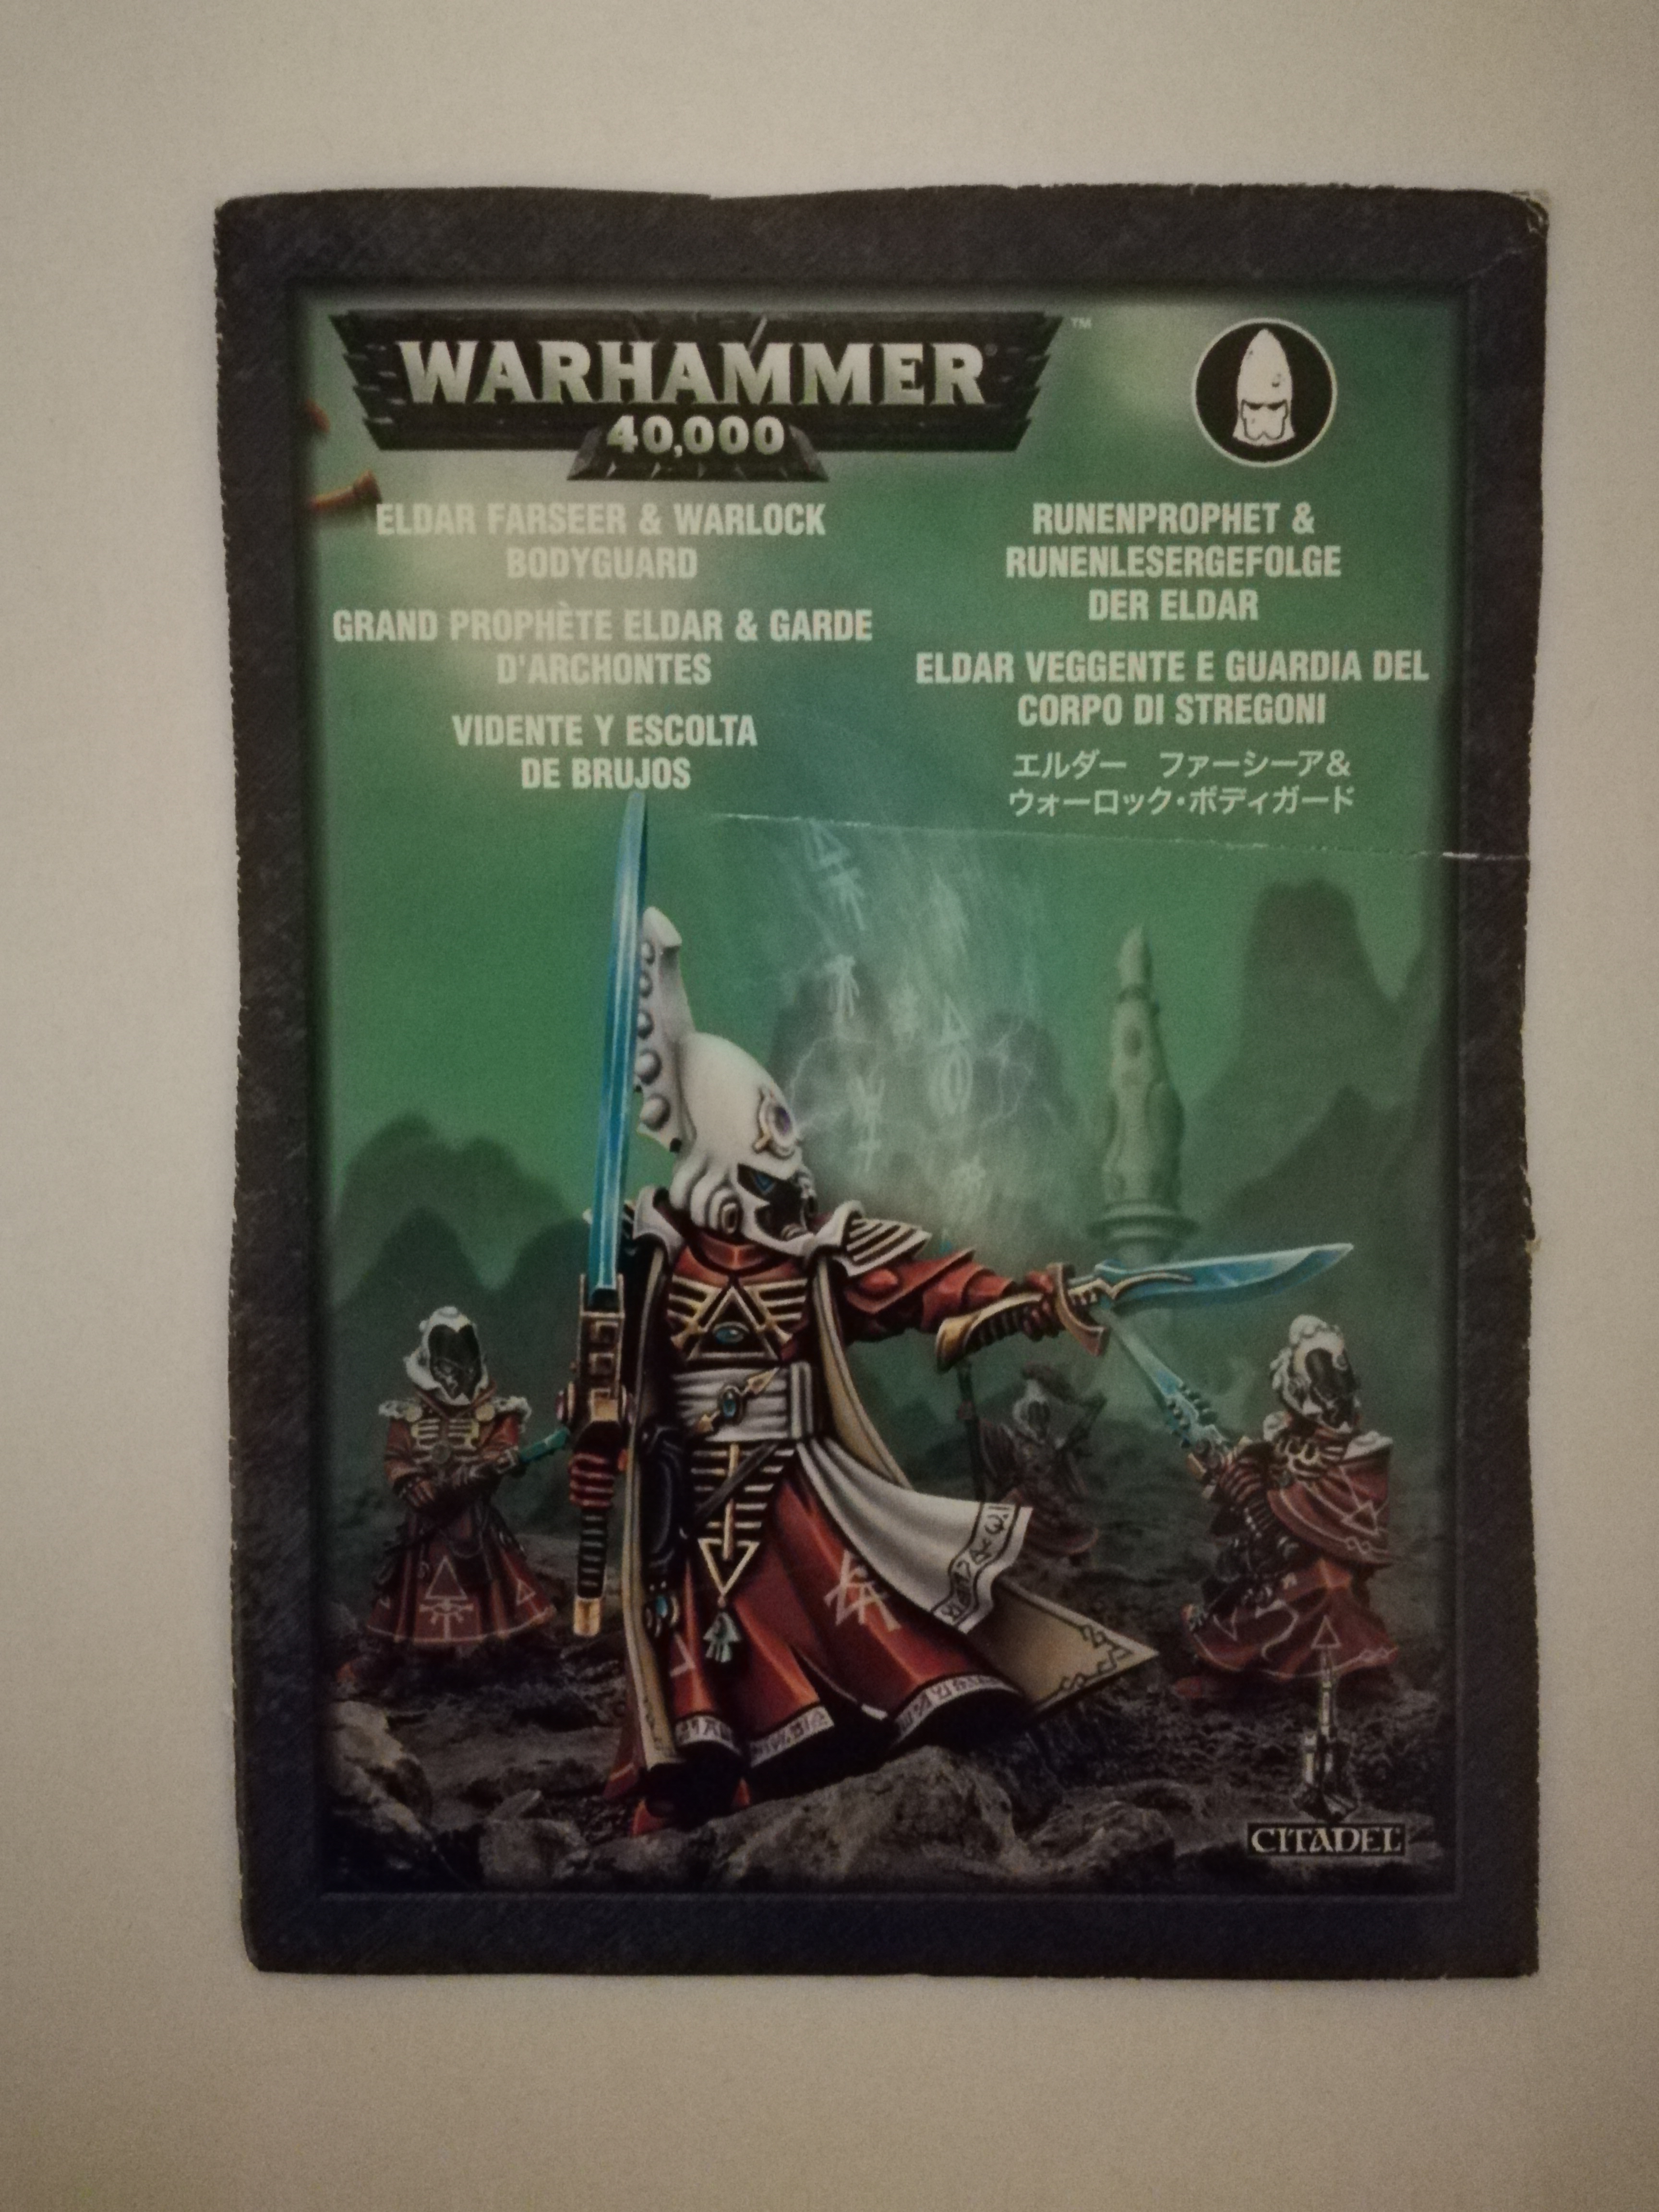 WARHAMMER
40,000
™
ELDAR FARSEER & WARLOCK
BODYGUARD
GRAND PROPHÈTE ELDAR & GARDE
D'ARCHONTES
VIDENTE Y ESCOLTA
DE BRUJOS
RUNENPROPHET &
RUNENLESERGEFOLGE
DER ELDAR
ELDAR VEGGENTE E GUARDIA DEL
CORPO DI STREGONI
エルダー　ファーシーア&
ウォーロック・ボディガード
CITADEL